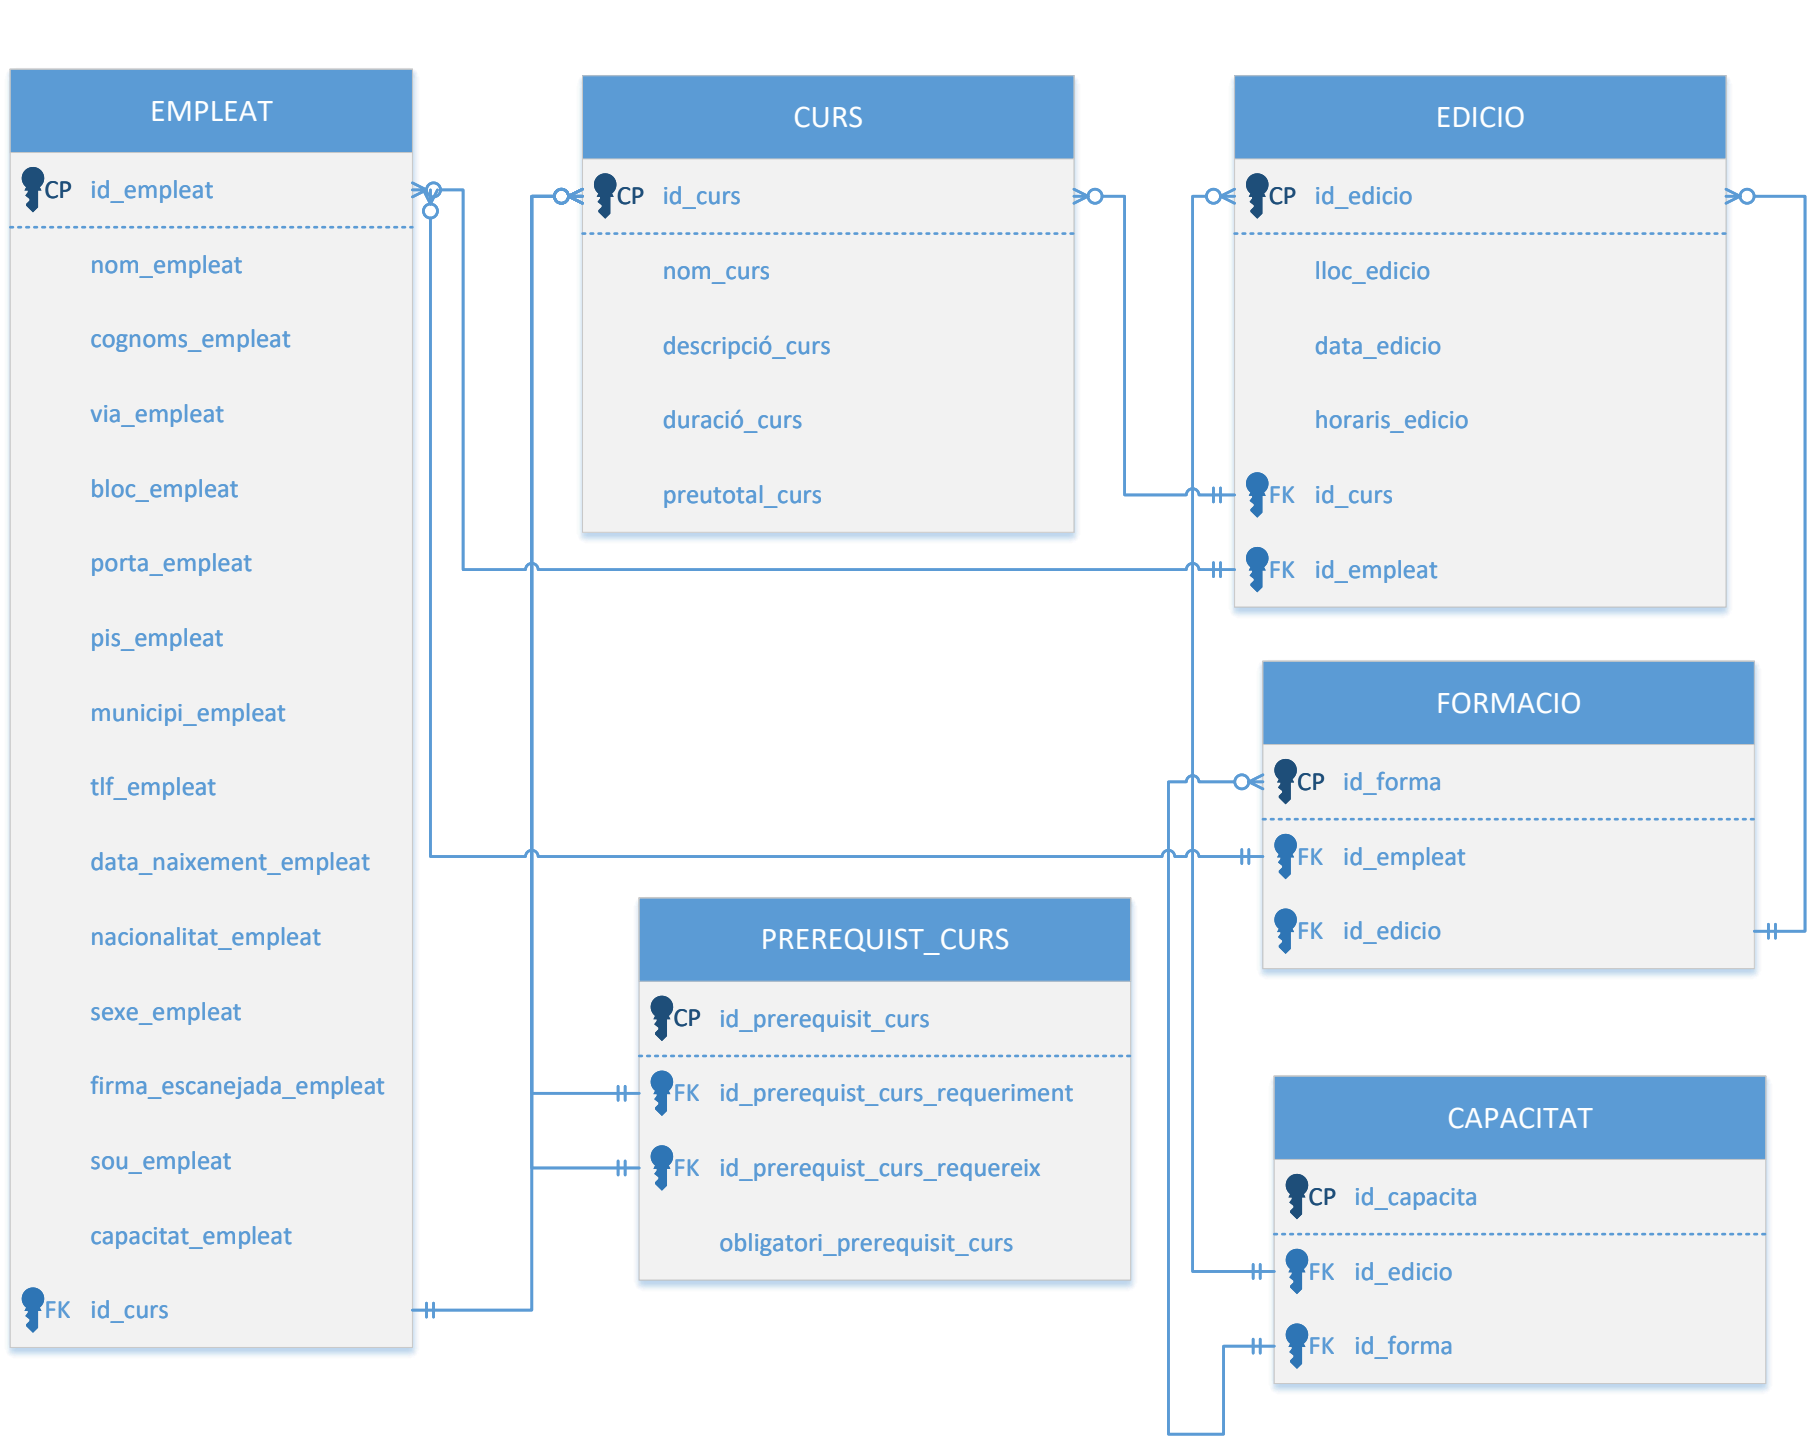 EMPLEAT
CP id_empleat
nom_empleat
cognoms_empleat
via_empleat
bloc_empleat
porta_empleat
pis_empleat
municipi_empleat
tlf_empleat
data_naixement_empleat
nacionalitat_empleat
sexe_empleat
firma_escanejada_empleat
sou_empleat
capacitat_empleat
FK id_curs
CURS
CP id_curs
nom_curs
descripció_curs
duració_curs
preutotal_curs
EDICIO
CP id_edicio
lloc_edicio
data_edicio
horaris_edicio
FK id_curs
FK id_empleat
FORMACIO
CP id_forma
FK id_empleat
FK id_edicio
PREREQUIST_CURS
CP id_prerequisit_curs
FK id_prerequist_curs_requeriment
FK id_prerequist_curs_requereix
obligatori_prerequisit_curs
CAPACITAT
CP id_capacita
FK id_edicio
FK id_forma